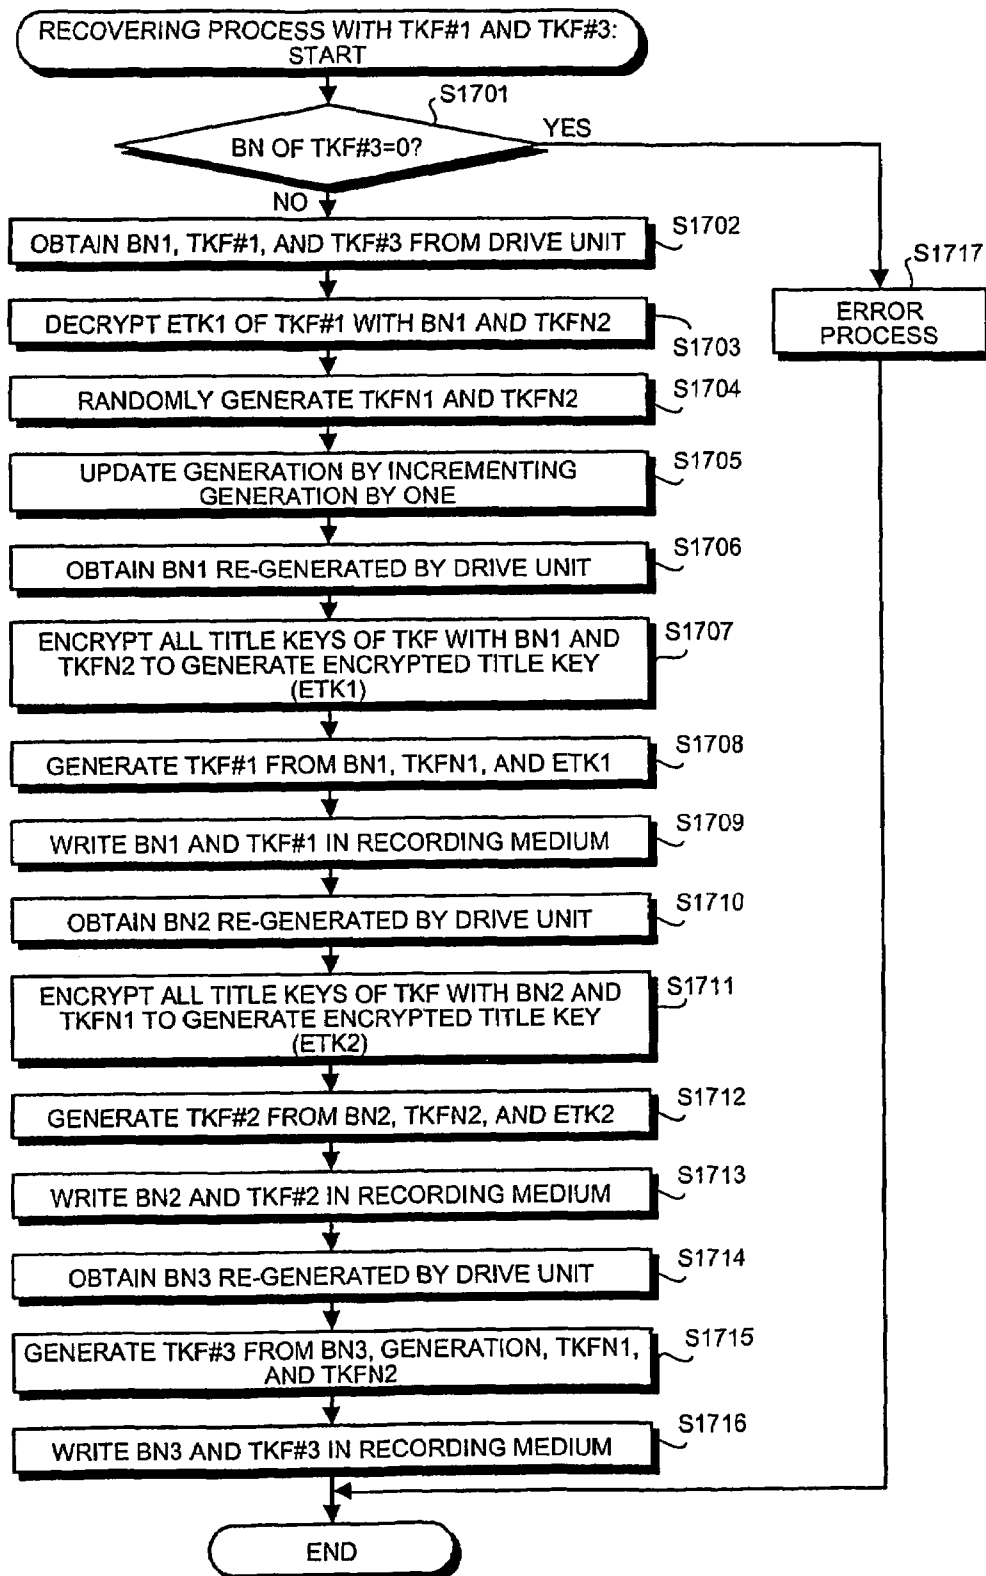 RECOVERING PROCESS WITH TKF#1 AND TKF#3:
START
S1701
BN OF TKF#3=0?
YES
NO
OBTAIN BN1, TKF#1, AND TKF#3 FROM DRIVE UNIT
S1702
S1717
ERROR
PROCESS
DECRYPT ETK1 OF TKF#1 WITH BN1 AND TKFN2
S1703
RANDOMLY GENERATE TKFN1 AND TKFN2
S1704
UPDATE GENERATION BY INCREMENTING
GENERATION BY ONE
S1705
OBTAIN BN1 RE-GENERATED BY DRIVE UNIT
S1706
ENCRYPT ALL TITLE KEYS OF TKF WITH BN1 AND
TKFN2 TO GENERATE ENCRYPTED TITLE KEY
(ETK1)
S1707
GENERATE TKF#1 FROM BN1, TKFN1, AND ETK1
S1708
WRITE BN1 AND TKF#1 IN RECORDING MEDIUM
S1709
OBTAIN BN2 RE-GENERATED BY DRIVE UNIT
S1710
ENCRYPT ALL TITLE KEYS OF TKF WITH BN2 AND
TKFN1 TO GENERATE ENCRYPTED TITLE KEY
(ETK2)
S1711
GENERATE TKF#2 FROM BN2, TKFN2, AND ETK2
S1712
WRITE BN2 AND TKF#2 IN RECORDING MEDIUM
S1713
OBTAIN BN3 RE-GENERATED BY DRIVE UNIT
S1714
GENERATE TKF#3 FROM BN3, GENERATION, TKFN1,
AND TKFN2
S1715
WRITE BN3 AND TKF#3 IN RECORDING MEDIUM
S1716
END